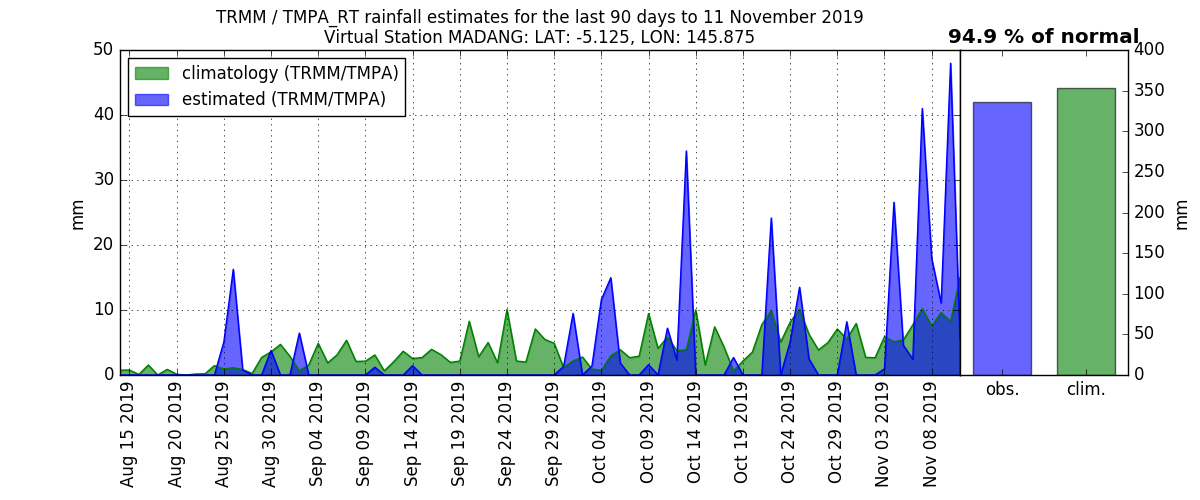 TRMM / TMPA_RT rainfall estimates for the last 90 days to 11 November 2019
Virtual Station MADANG: LAT: -5.125, LON: 145.875
94.9 % of normal
climatology (TRMM/TMPA)
estimated (TRMM/TMPA)
50
40
30
20
10
0
mm
Aug 15 2019
Aug 20 2019
Aug 25 2019
Aug 30 2019
Sep 04 2019
Sep 09 2019
Sep 14 2019
Sep 19 2019
Sep 24 2019
Sep 29 2019
Oct 04 2019
Oct 09 2019
Oct 14 2019
Oct 19 2019
Oct 24 2019
Oct 29 2019
Nov 03 2019
Nov 08 2019
obs.
clim.
400
350
300
250
200
150
100
50
0
mm